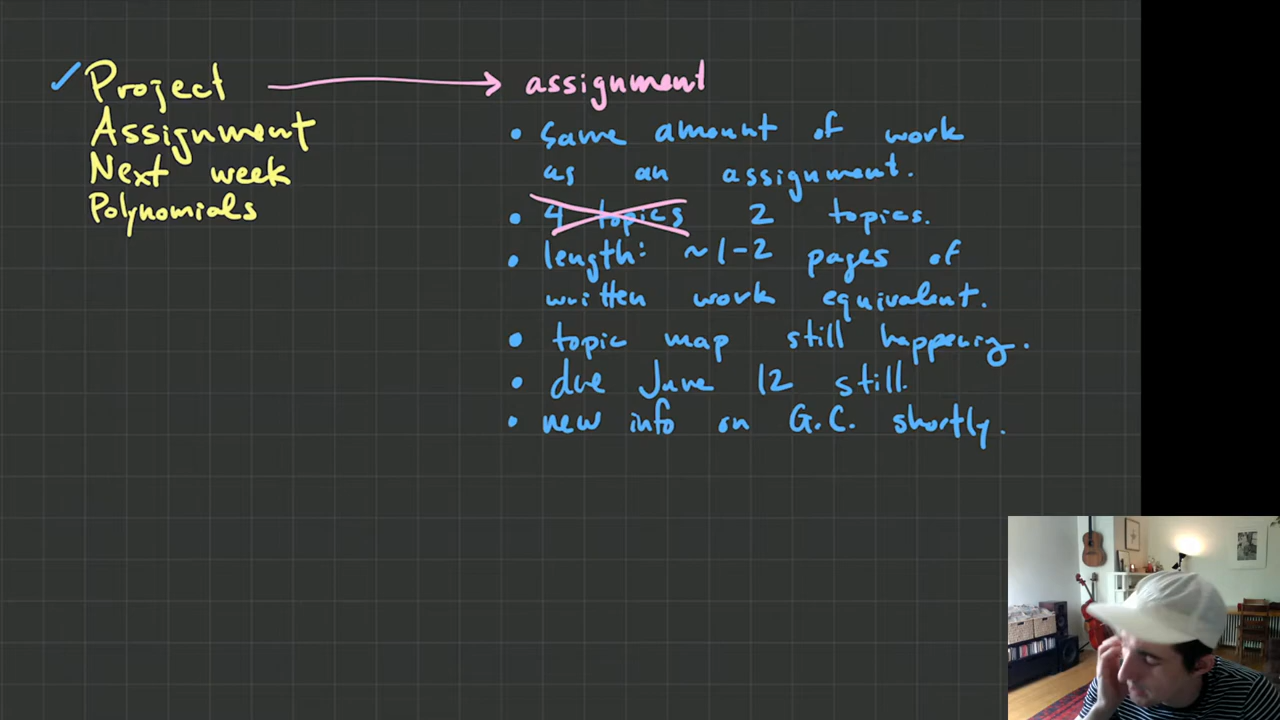 ✓ Project → assignment
Assignment
Next week
Polynomials
• same amount of work
as an assignment.
• 4 topics 2 topics.
• length: ~1-2 pages of
written work equivalent.
• topic map still happening.
• due June 12 still.
• new info on G.C. shortly.